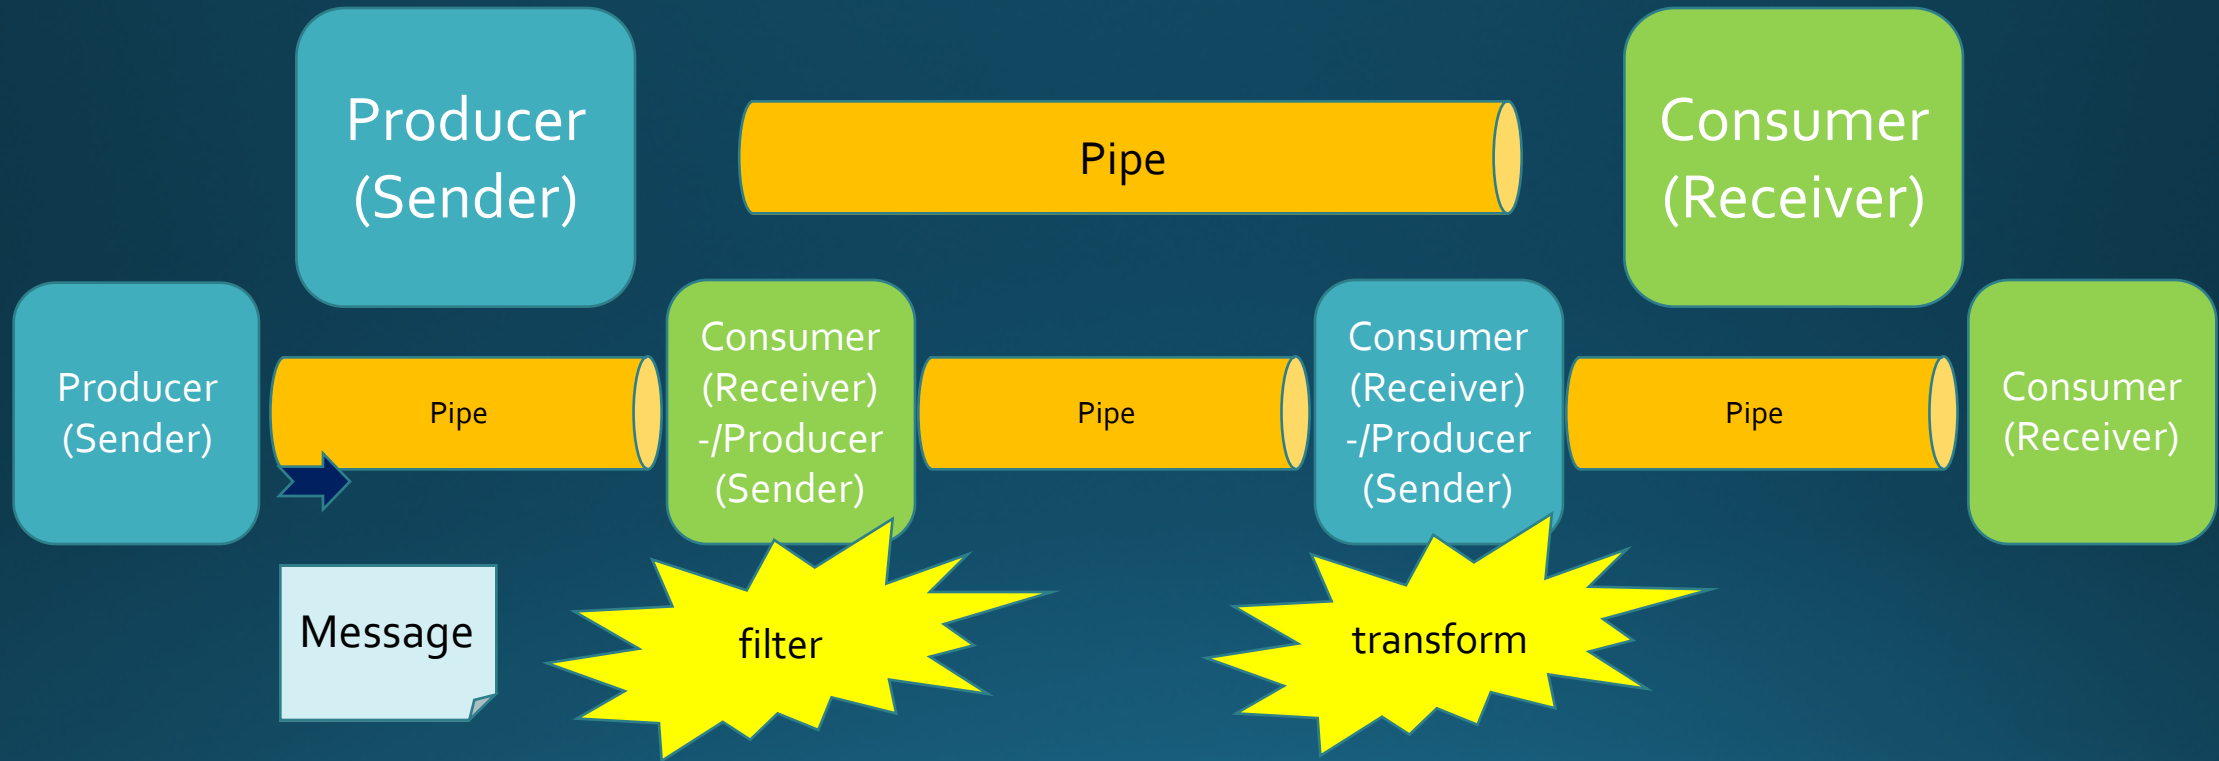 Producer
(Sender)
Pipe
Consumer
(Receiver)
Producer
(Sender)
Pipe
Consumer
(Receiver)
-/Producer
(Sender)
Pipe
Consumer
(Receiver)
-/Producer
(Sender)
Pipe
Consumer
(Receiver)
Message
filter
transform